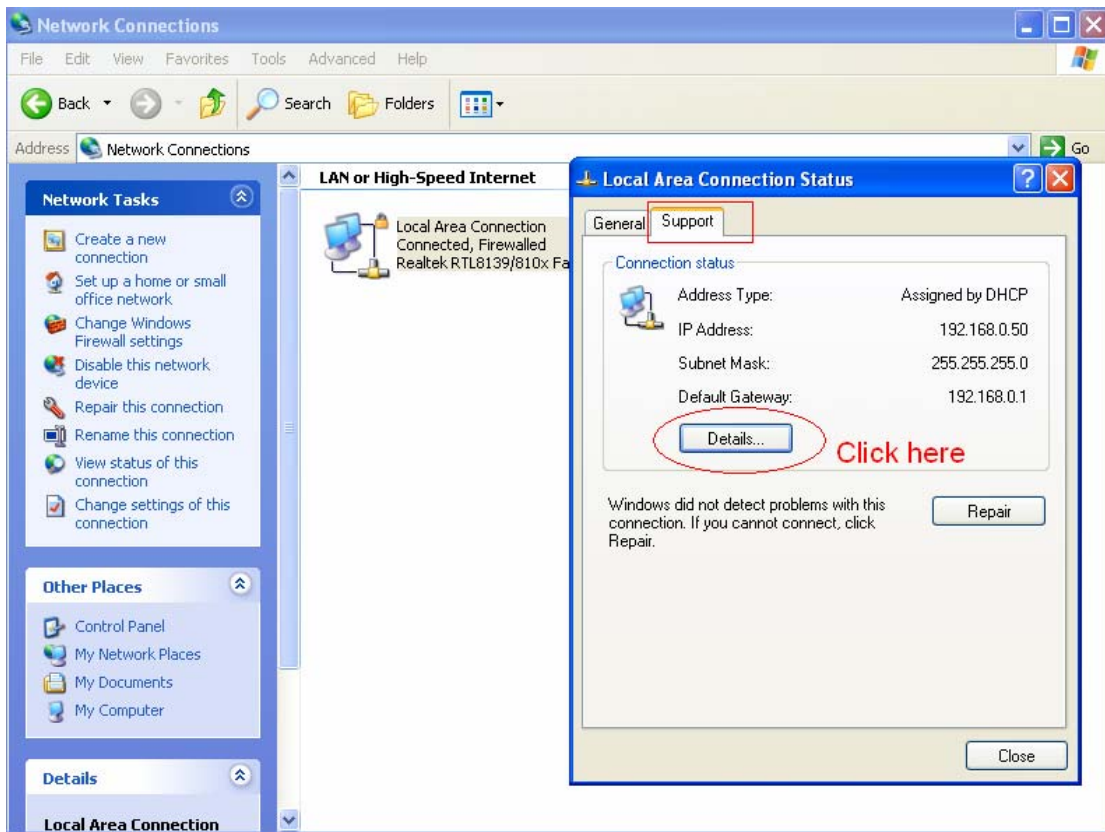 Network Connections
File Edit View Favorites Tools Advanced Help
Back Search Folders
Address Network Connections Go
Network Tasks
Create a new
connection
Set up a home or small
office network
Change Windows
Firewall settings
Disable this network
device
Repair this connection
Rename this connection
View status of this
connection
Change settings of this
connection
Other Places
Control Panel
My Network Places
My Documents
My Computer
Details
Local Area Connection
LAN or High-Speed Internet
Local Area Connection
Connected, Firewalled
Realtek RTL8139/810x Fa
Local Area Connection Status
General Support
Connection status
Address Type: Assigned by DHCP
IP Address: 192.168.0.50
Subnet Mask: 255.255.255.0
Default Gateway: 192.168.0.1
Details...
Click here
Windows did not detect problems with this
connection. If you cannot connect, click
Repair.
Repair
Close